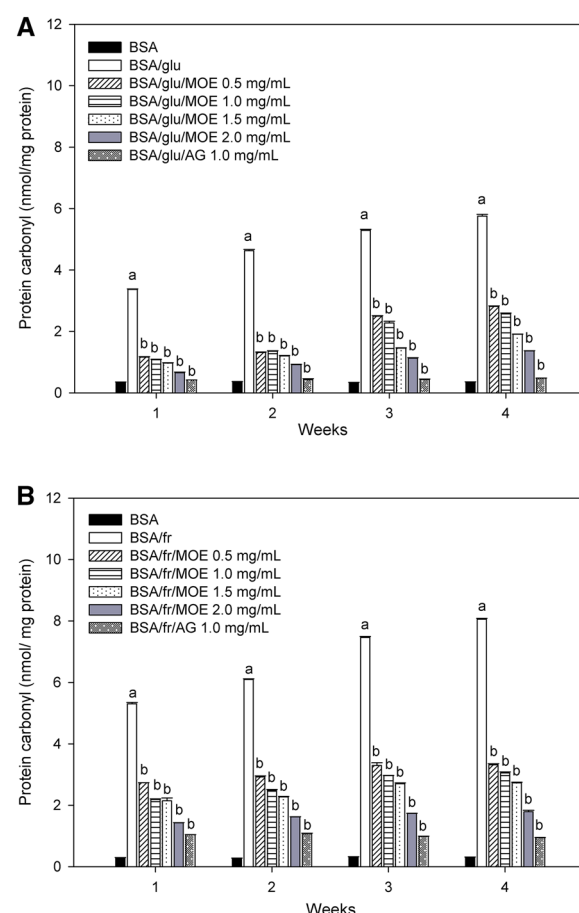 A
12
10
8
6
4
2
0
Protein carbonyl (nmol/mg protein)
BSA
BSA/glu
BSA/glu/MOE 0.5 mg/mL
BSA/glu/MOE 1.0 mg/mL
BSA/glu/MOE 1.5 mg/mL
BSA/glu/MOE 2.0 mg/mL
BSA/glu/AG 1.0 mg/mL
a
b b b b b
a
b b b b b
a
b b b b b
a
b b b b b
1 2 3 4
Weeks
B
12
10
8
6
4
2
0
Protein carbonyl (nmol/ mg protein)
BSA
BSA/fr
BSA/fr/MOE 0.5 mg/mL
BSA/fr/MOE 1.0 mg/mL
BSA/fr/MOE 1.5 mg/mL
BSA/fr/MOE 2.0 mg/mL
BSA/fr/AG 1.0 mg/mL
a
b b b b b
a
b b b b b
a
b b b b b
a
b b b b b
1 2 3 4
Weeks